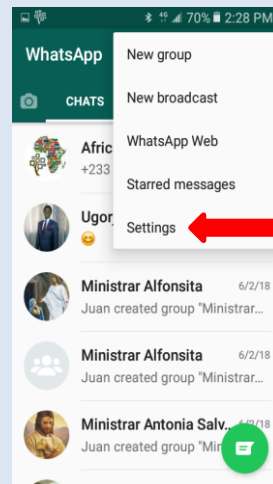 70% 2:28 PM
WhatsApp
New group
CHATS
New broadcast
WhatsApp Web
Afric
+233
Starred messages
Ugor
Settings
Ministrar Alfonsita 6/2/18
Juan created group "Ministrar...
Ministrar Alfonsita 6/2/18
Juan created group "Ministrar...
Ministrar Antonia Salv... 6/2/18
Juan created group "Mir